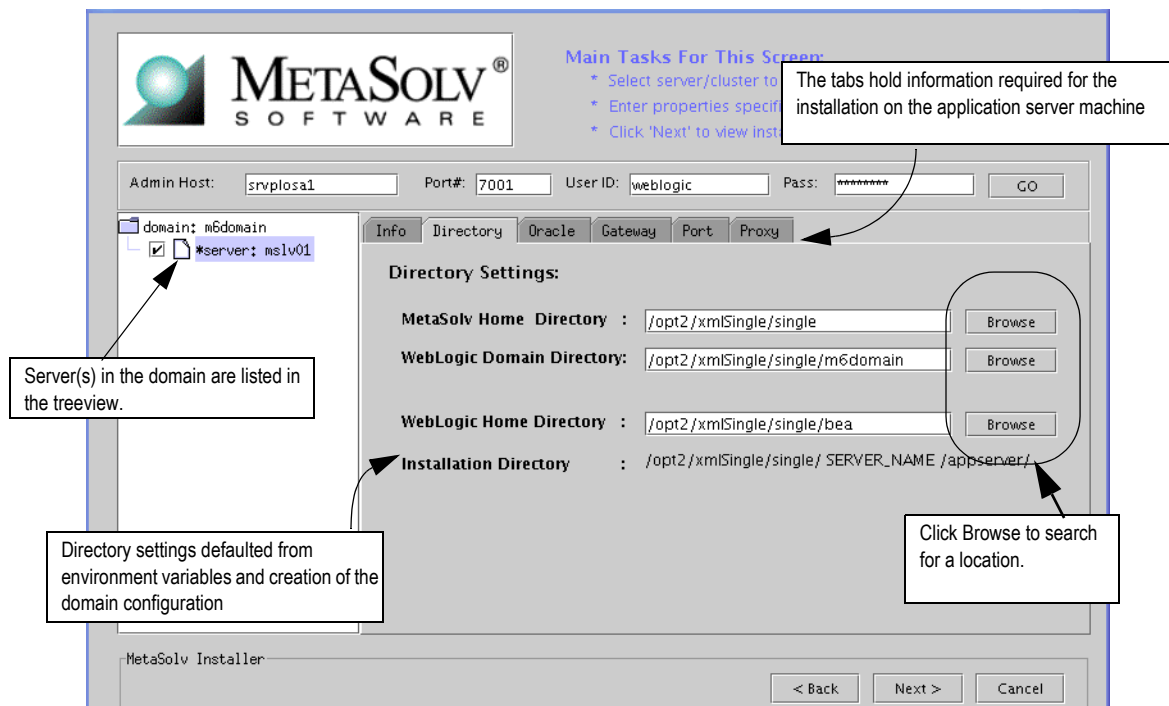 METASOLV®
SOFTWARE
Main Tasks For This Screen:
* Select server/cluster to
* Enter properties specifi
* Click 'Next' to view inst
The tabs hold information required for the
installation on the application server machine
Admin Host: srvplosa1 Port#: 7001 User ID: weblogic Pass: ******** GO
domain: m6domain
*server: mslv01
Info Directory Oracle Gateway Port Proxy
Directory Settings:
MetaSolv Home Directory : /opt2/xmlSingle/single Browse
WebLogic Domain Directory: /opt2/xmlSingle/single/m6domain Browse
Server(s) in the domain are listed in
the treeview.
WebLogic Home Directory : /opt2/xmlSingle/single/bea Browse
Installation Directory : /opt2/xmlSingle/single/ SERVER_NAME /appserver/
Click Browse to search
for a location.
Directory settings defaulted from
environment variables and creation of the
domain configuration
MetaSolv Installer
< Back Next > Cancel